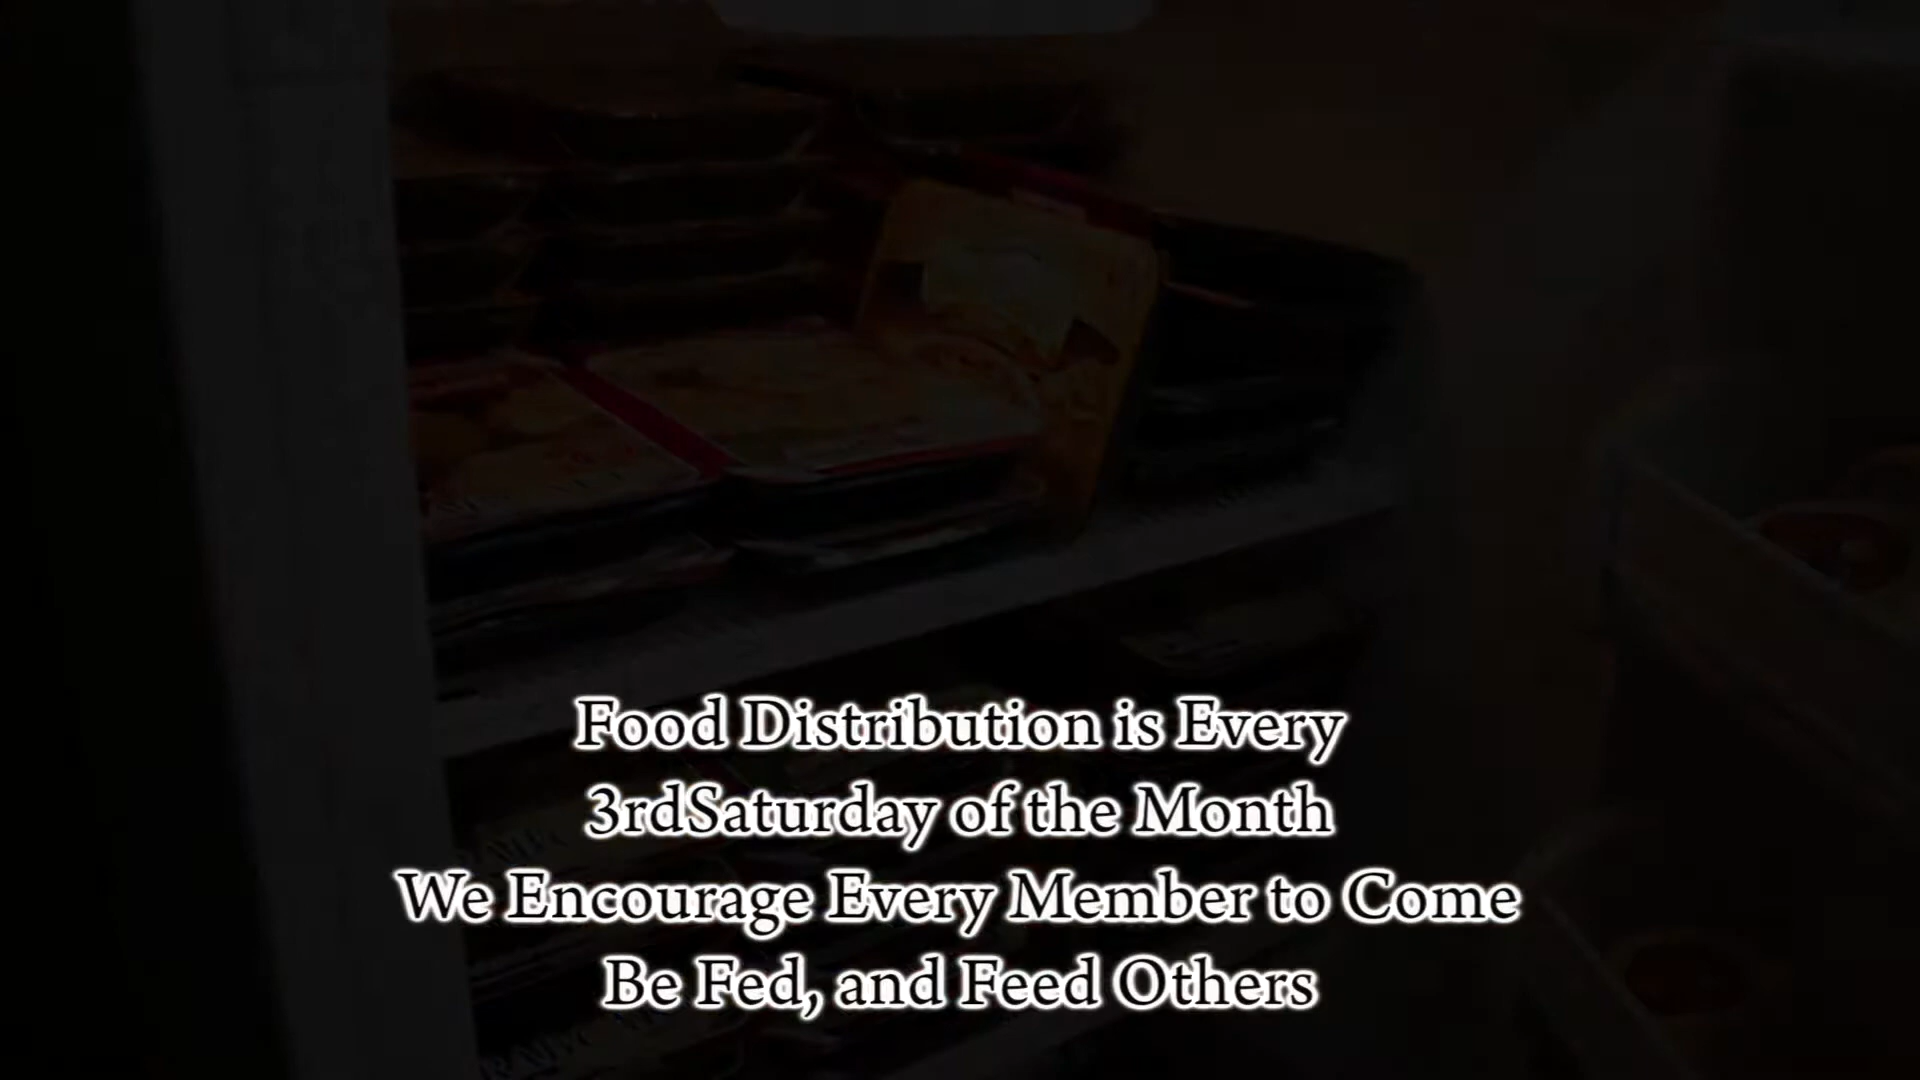 Food Distribution is Every
3rdSaturday of the Month
We Encourage Every Member to Come
Be Fed, and Feed Others